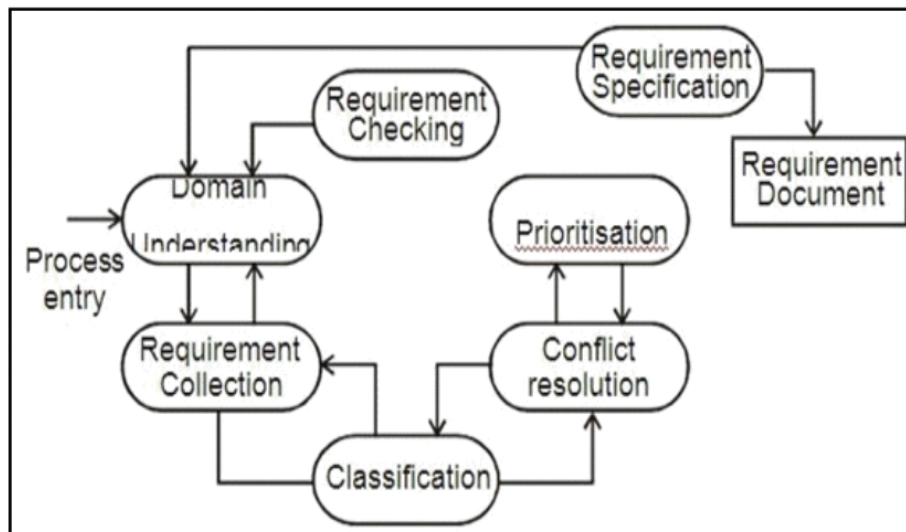 Requirement
Specification
Requirement
Checking
Requirement
Document
Domain
Understanding
Prioritisation
Process
entry
Requirement
Collection
Conflict
resolution
Classification